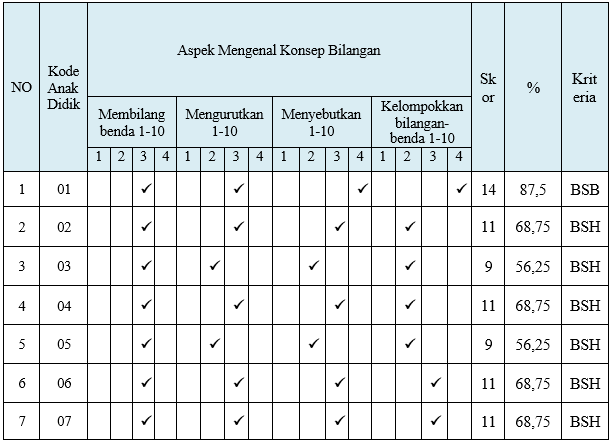 Aspek Mengenal Konsep Bilangan
NO
Kode
Anak
Didik
Sk
or
%
Krit
eria
Membilang
benda 1-10
Mengurutkan
1-10
Menyebutkan
1-10
Kelompokkan
bilangan-
benda 1-10
1 2 3 4 1 2 3 4 1 2 3 4 1 2 3 4
1 01 ✓ ✓ ✓ ✓ 14 87,5 BSB
2 02 ✓ ✓ ✓ ✓ 11 68,75 BSH
3 03 ✓ ✓ ✓ ✓ 9 56,25 BSH
4 04 ✓ ✓ ✓ ✓ 11 68,75 BSH
5 05 ✓ ✓ ✓ ✓ 9 56,25 BSH
6 06 ✓ ✓ ✓ ✓ 11 68,75 BSH
7 07 ✓ ✓ ✓ ✓ 11 68,75 BSH